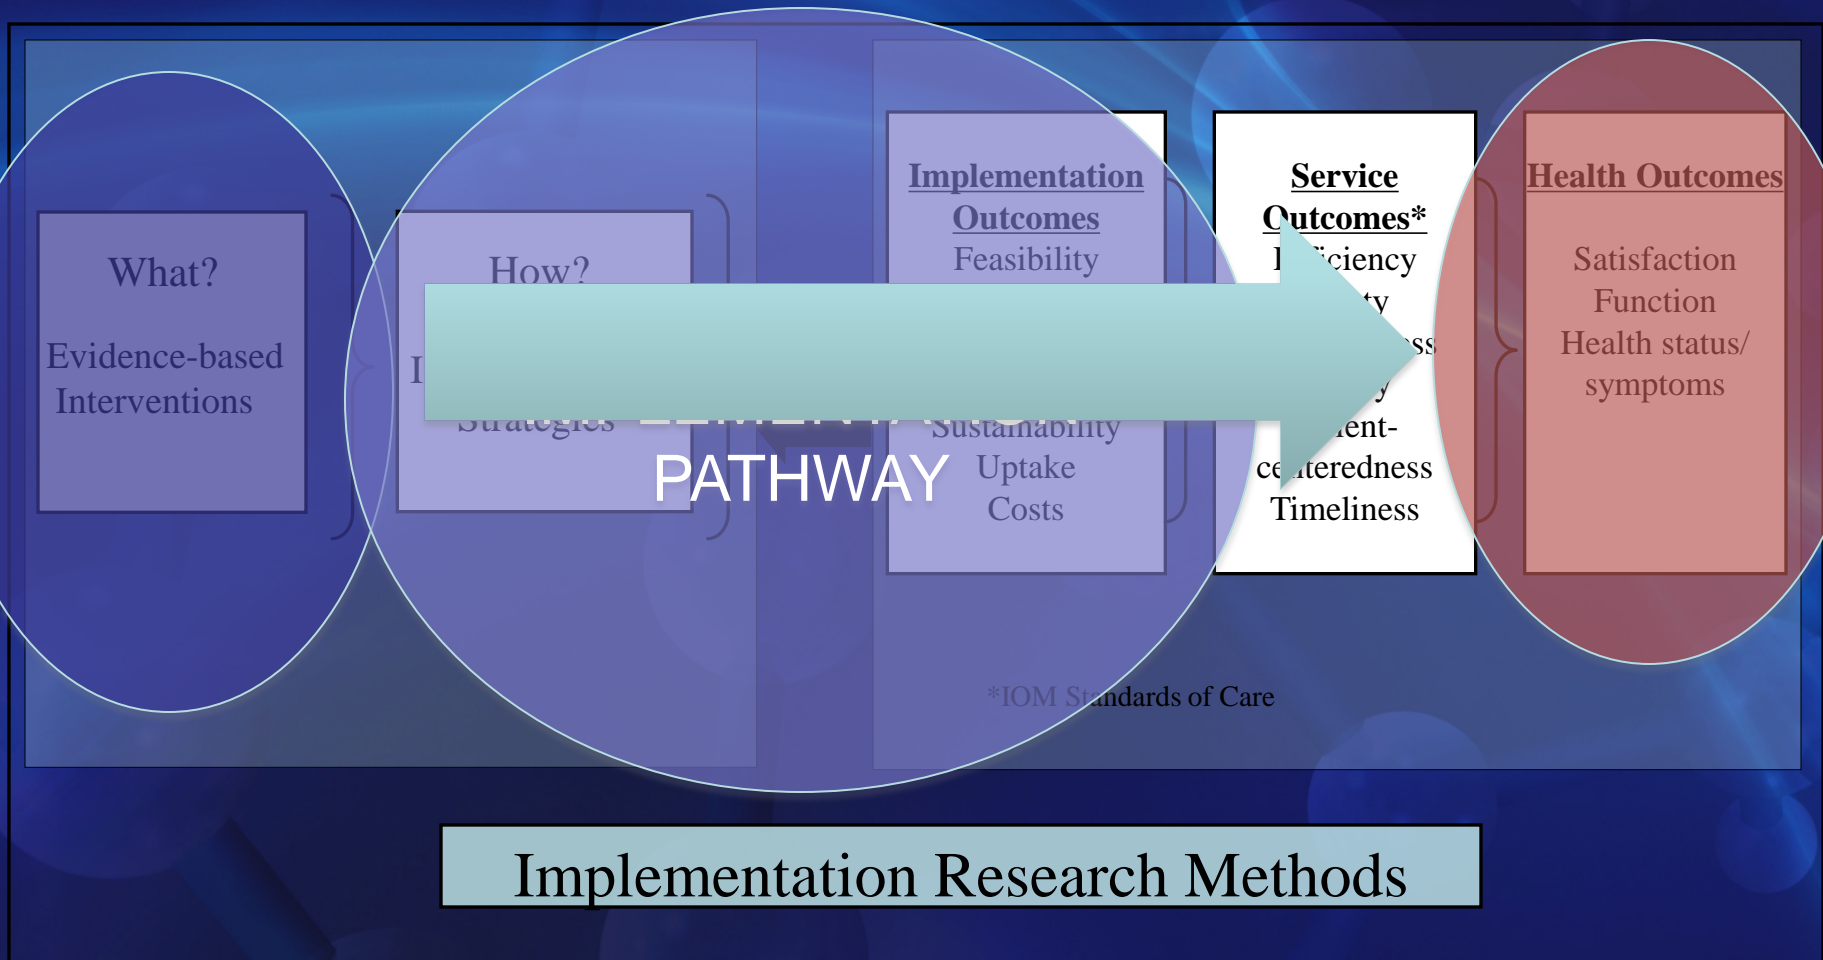 What?
Evidence-based
Interventions
How?
Strategies
PATHWAY
Implementation
Outcomes
Feasibility
Sustainability
Uptake
Costs
Service
Outcomes*
centeredness
Timeliness
Health Outcomes
Satisfaction
Function
Health status/
symptoms
*IOM Standards of Care
Implementation Research Methods